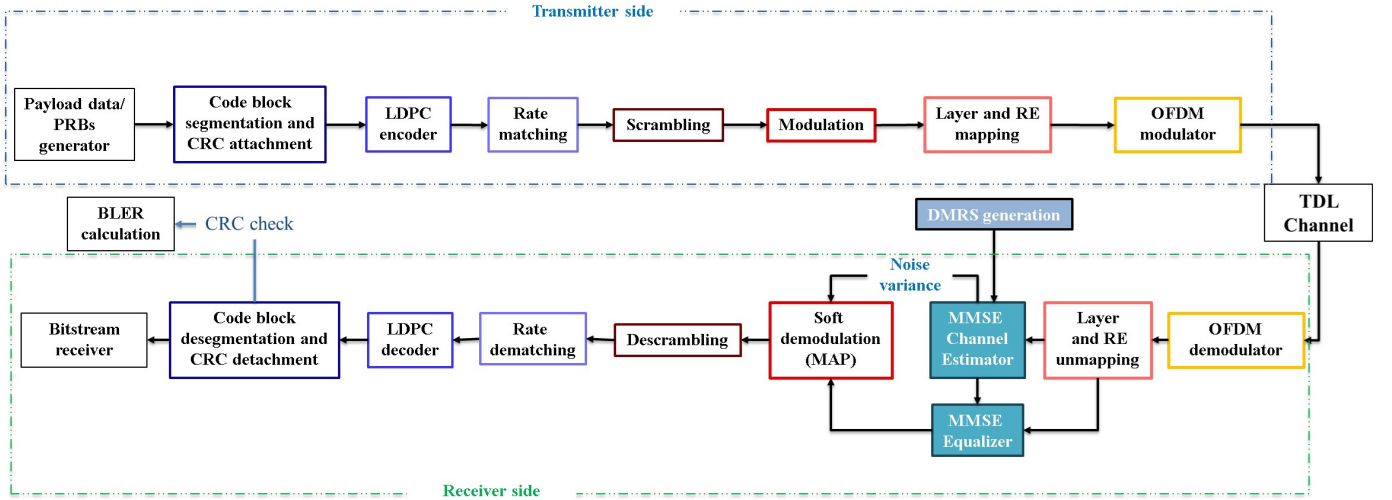 Transmitter side
Payload data/
PRBs
generator
Code block
segmentation and
CRC attachment
LDPC
encoder
Rate
matching
Scrambling
Modulation
Layer and RE
mapping
OFDM
modulator
TDL
Channel
BLER
calculation
CRC check
DMRS generation
Noise
variance
Bitstream
receiver
Code block
desegmentation and
CRC detachment
LDPC
decoder
Rate
dematching
Descrambling
Soft
demodulation
(MAP)
MMSE
Channel
Estimator
Layer
and RE
unmapping
OFDM
demodulator
MMSE
Equalizer
Receiver side